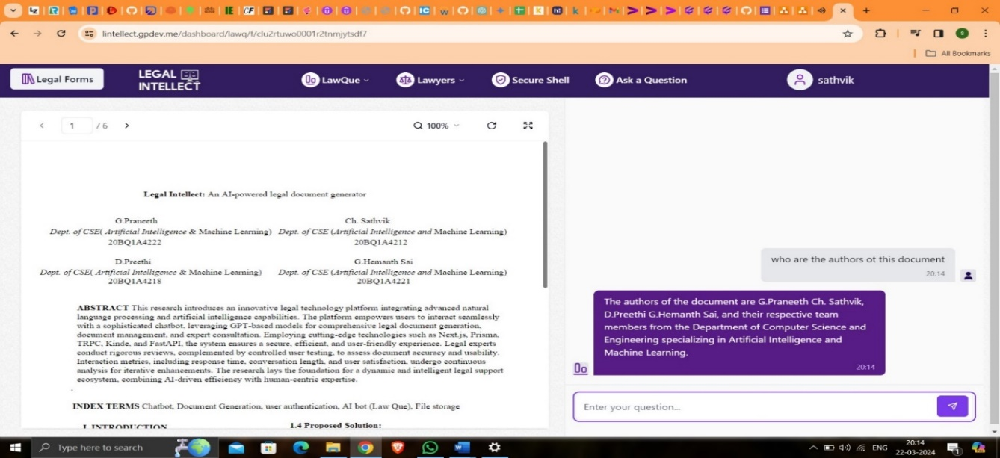 lintellect.gpdev.me/dashboard/lawq/f/clu2rtuwo0001r2tnmjytsdf7
All Bookmarks
Legal Forms
LEGAL
INTELLECT
LawQue
Lawyers
Secure Shell
Ask a Question
sathvik
1 / 6
100%
Legal Intellect: An AI-powered legal document generator
G.Praneeth Ch. Sathvik
Dept. of CSE( Artificial Intelligence & Machine Learning) Dept. of CSE (Artificial Intelligence and Machine Learning)
20BQ1A4222 20BQ1A4212
D.Preethi G.Hemanth Sai
Dept. of CSE( Artificial Intelligence & Machine Learning) Dept. of CSE (Artificial Intelligence and Machine Learning)
20BQ1A4218 20BQ1A4221
ABSTRACT This research introduces an innovative legal technology platform integrating advanced natural
language processing and artificial intelligence capabilities. The platform empowers users to interact seamlessly
with a sophisticated chatbot, leveraging GPT-based models for comprehensive legal document generation,
document management, and expert consultation. Employing cutting-edge technologies such as Next.js, Prisma,
TRPC, Kinde, and FastAPI, the system ensures a secure, efficient, and user-friendly experience. Legal experts
conduct rigorous reviews, complemented by controlled user testing, to assess document accuracy and usability.
Interaction metrics, including response time, conversation length, and user satisfaction, undergo continuous
analysis for iterative enhancements. The research lays the foundation for a dynamic and intelligent legal support
ecosystem, combining AI-driven efficiency with human-centric expertise.
INDEX TERMS Chatbot, Document Generation, user authentication, AI bot (Law Que), File storage
I. INTRODUCTION 1.4 Proposed Solution:
who are the authors ot this document
20:14
The authors of the document are G.Praneeth Ch. Sathvik,
D.Preethi G.Hemanth Sai, and their respective team
members from the Department of Computer Science and
Engineering specializing in Artificial Intelligence and
Machine Learning.
20:14
Enter your question...
Type here to search
ENG
20:14
22-03-2024